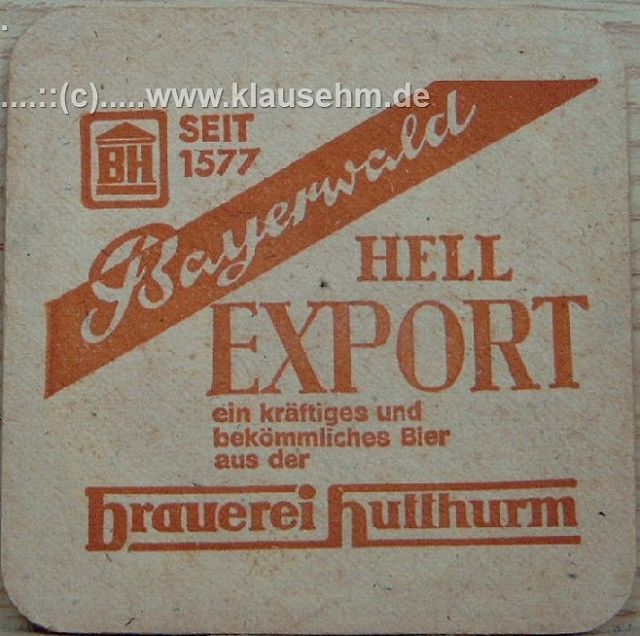 .....::(c).....www.klausehm.de
BH
SEIT
1577
Bayerwald
HELL
EXPORT
ein kräftiges und
bekömmliches Bier
aus der
brauerei hutthurm